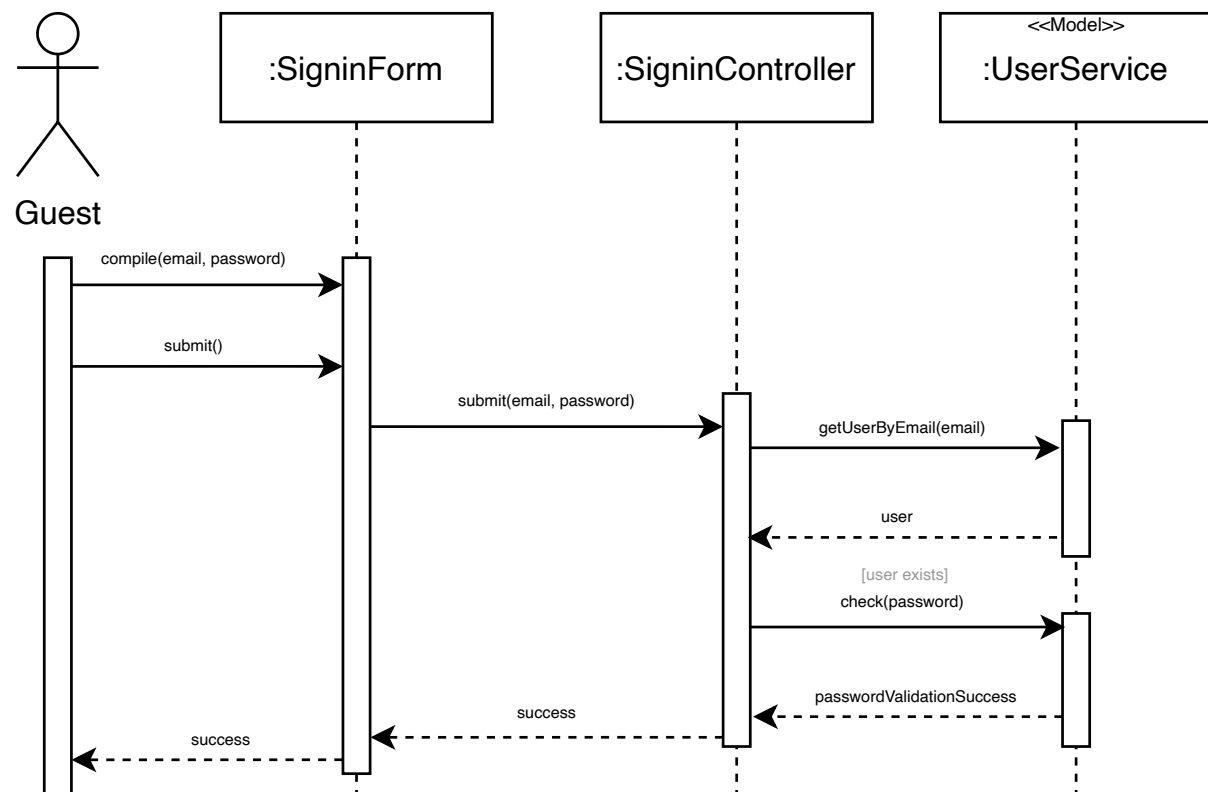 <<Model>>
:SigninForm
:SigninController
:UserService
Guest
compile(email, password)
submit()
submit(email, password)
getUserByEmail(email)
user
[user exists]
check(password)
passwordValidationSuccess
success
success